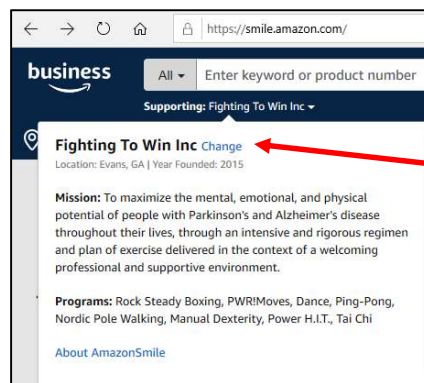 https://smile.amazon.com/
business
All
Enter keyword or product number
Supporting: Fighting To Win Inc
Fighting To Win Inc Change
Location: Evans, GA | Year Founded: 2015
Mission: To maximize the mental, emotional, and physical
potential of people with Parkinson's and Alzheimer's disease
throughout their lives, through an intensive and rigorous regimen
and plan of exercise delivered in the context of a welcoming
professional and supportive environment.
Programs: Rock Steady Boxing, PWR!Moves, Dance, Ping-Pong,
Nordic Pole Walking, Manual Dexterity, Power H.I.T., Tai Chi
About AmazonSmile